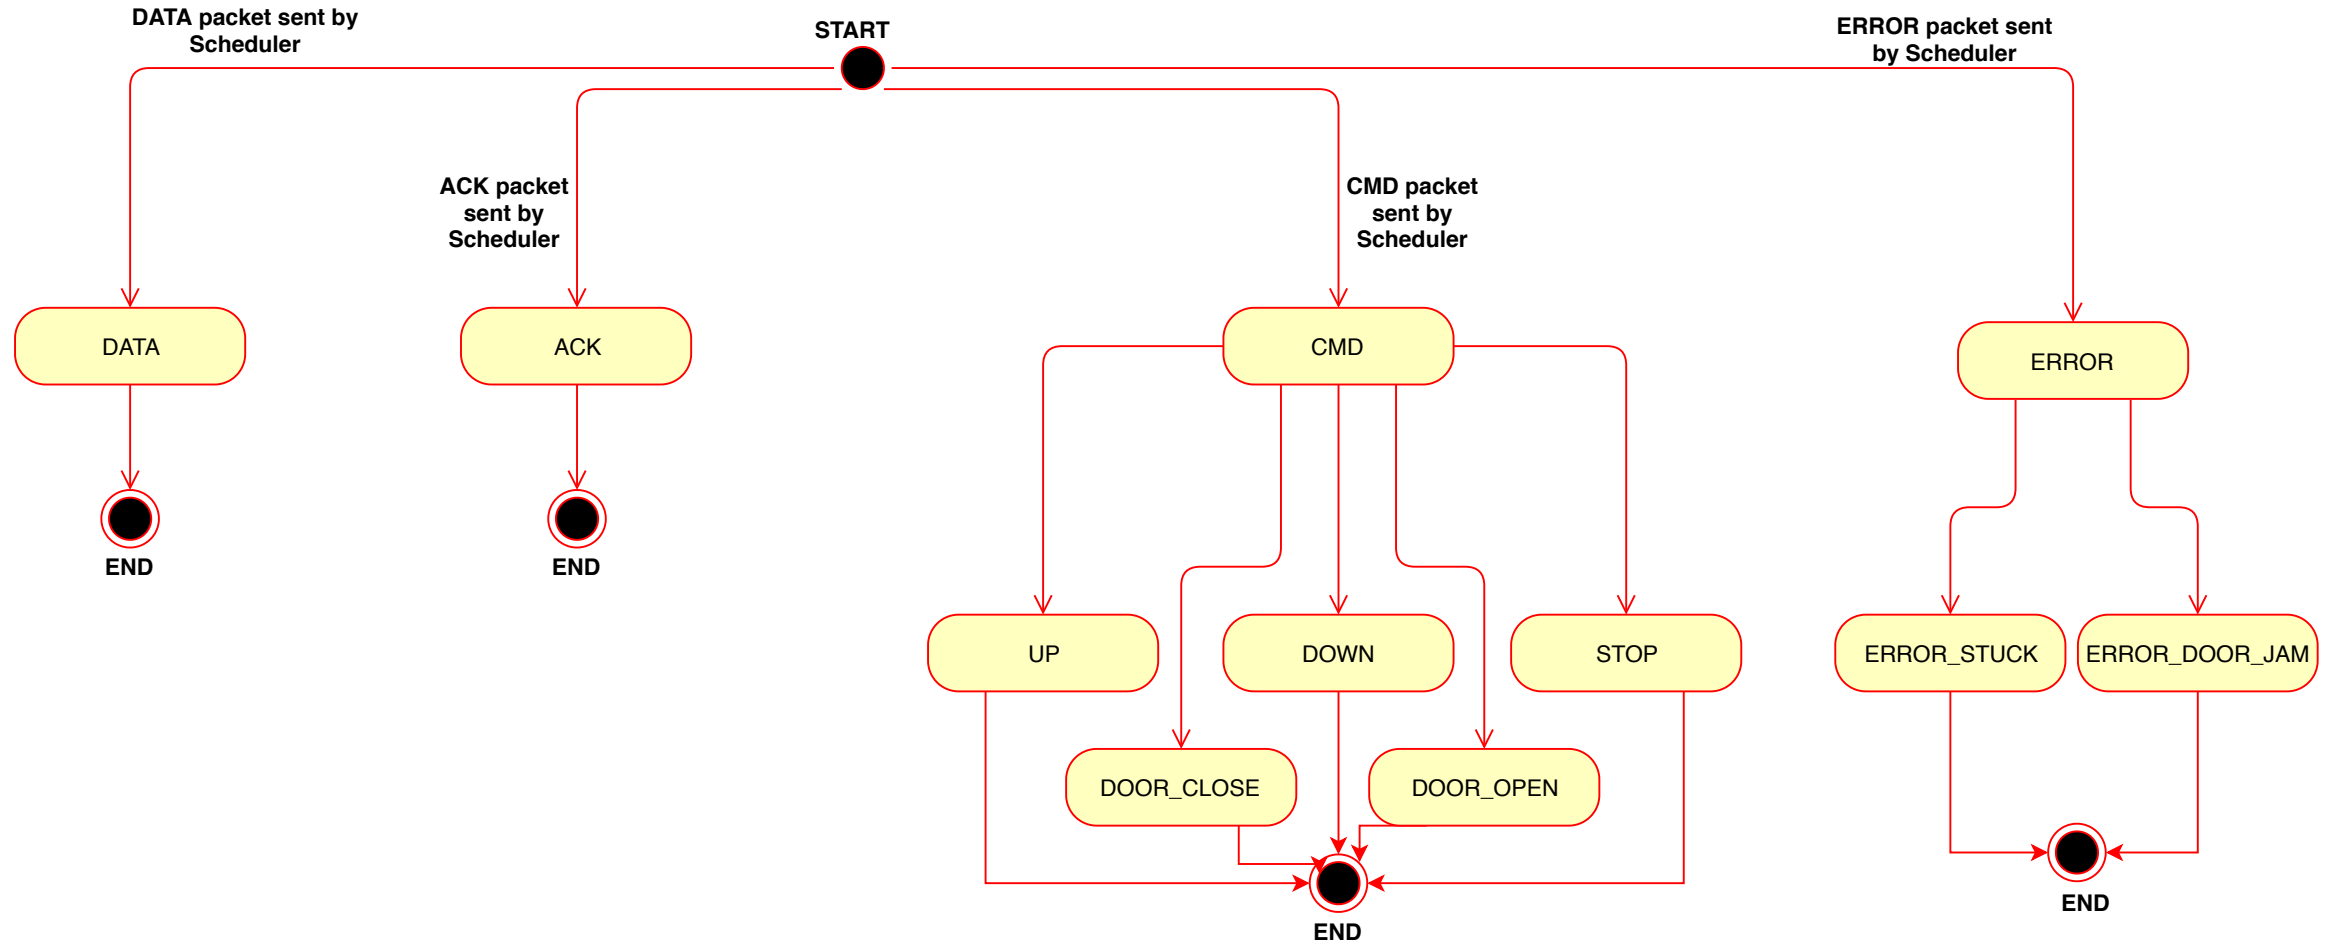 DATA packet sent by
Scheduler
START
ERROR packet sent
by Scheduler
ACK packet
sent by
Scheduler
CMD packet
sent by
Scheduler
DATA
ACK
CMD
ERROR
END
END
UP
DOWN
STOP
ERROR_STUCK
ERROR_DOOR_JAM
DOOR_CLOSE
DOOR_OPEN
END
END